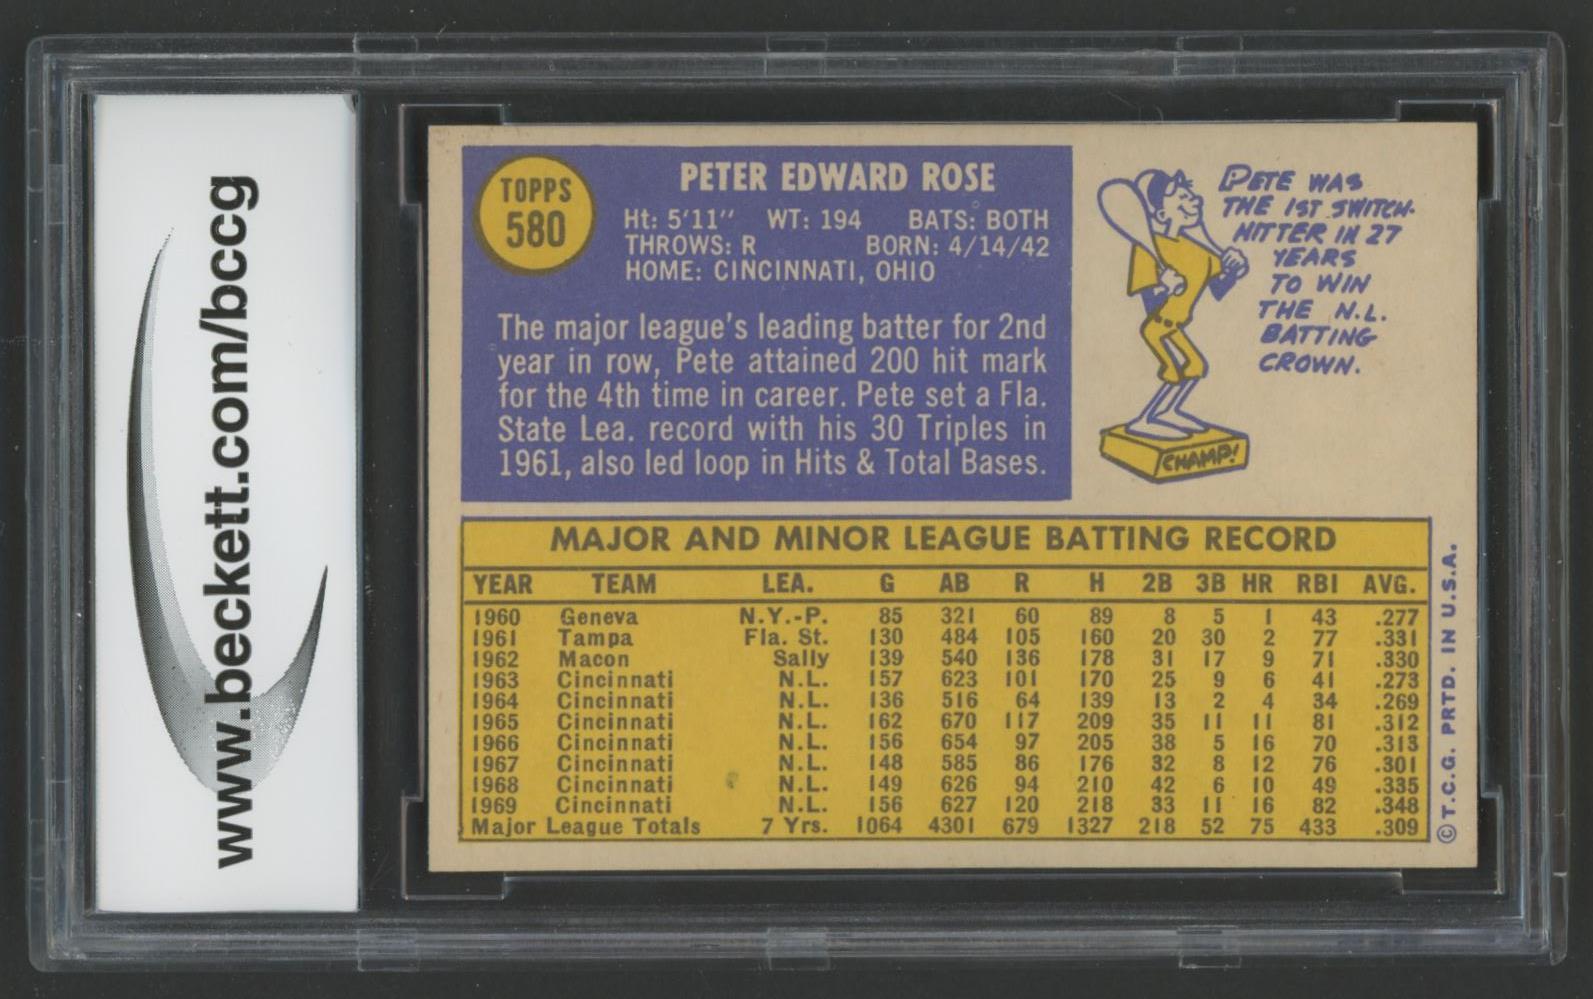 www.beckett.com/bccg
TOPPS
580
PETER EDWARD ROSE
Ht: 5'11" WT: 194 BATS: BOTH
THROWS: R BORN: 4/14/42
HOME: CINCINNATI, OHIO
The major league's leading batter for 2nd
year in row, Pete attained 200 hit mark
for the 4th time in career. Pete set a Fla.
State Lea. record with his 30 Triples in
1961, also led loop in Hits & Total Bases.
PETE WAS
THE 1ST SWITCH-
HITTER IN 27
YEARS
TO WIN
THE N.L.
BATTING
CROWN.
CHAMP!
MAJOR AND MINOR LEAGUE BATTING RECORD
YEAR TEAM LEA. G AB R H 2B 3B HR RBI AVG.
1960 Geneva N.Y.-P. 85 321 60 89 8 5 1 43 .277
1961 Tampa Fla. St. 130 484 105 160 20 30 2 77 .331
1962 Macon Sally 139 540 136 178 31 17 9 71 .330
1963 Cincinnati N.L. 157 623 101 170 25 9 6 41 .273
1964 Cincinnati N.L. 136 516 64 139 13 2 4 34 .269
1965 Cincinnati N.L. 162 670 117 209 35 11 11 81 .312
1966 Cincinnati N.L. 156 654 97 205 38 5 16 70 .313
1967 Cincinnati N.L. 148 585 86 176 32 8 12 76 .301
1968 Cincinnati N.L. 149 626 94 210 42 6 10 49 .335
1969 Cincinnati N.L. 156 627 120 218 33 11 16 82 .348
Major League Totals 7 Yrs. 1064 4301 679 1327 218 52 75 433 .309
© T.C.G. PRTD. IN U.S.A.